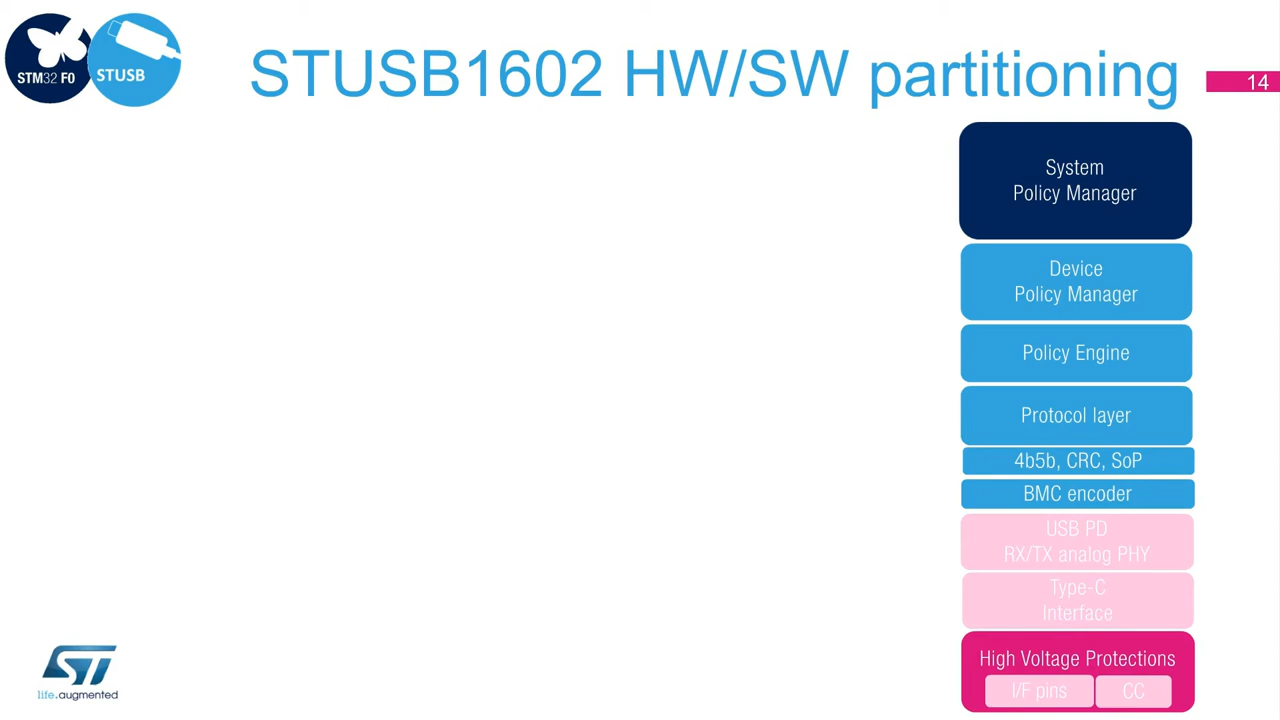 STM32 F0
STUSB
STUSB1602 HW/SW partitioning
14
System
Policy Manager
Device
Policy Manager
Policy Engine
Protocol layer
4b5b, CRC, SoP
BMC encoder
USB PD
RX/TX analog PHY
Type-C
Interface
High Voltage Protections
I/F pins
CC
ST
life.augmented